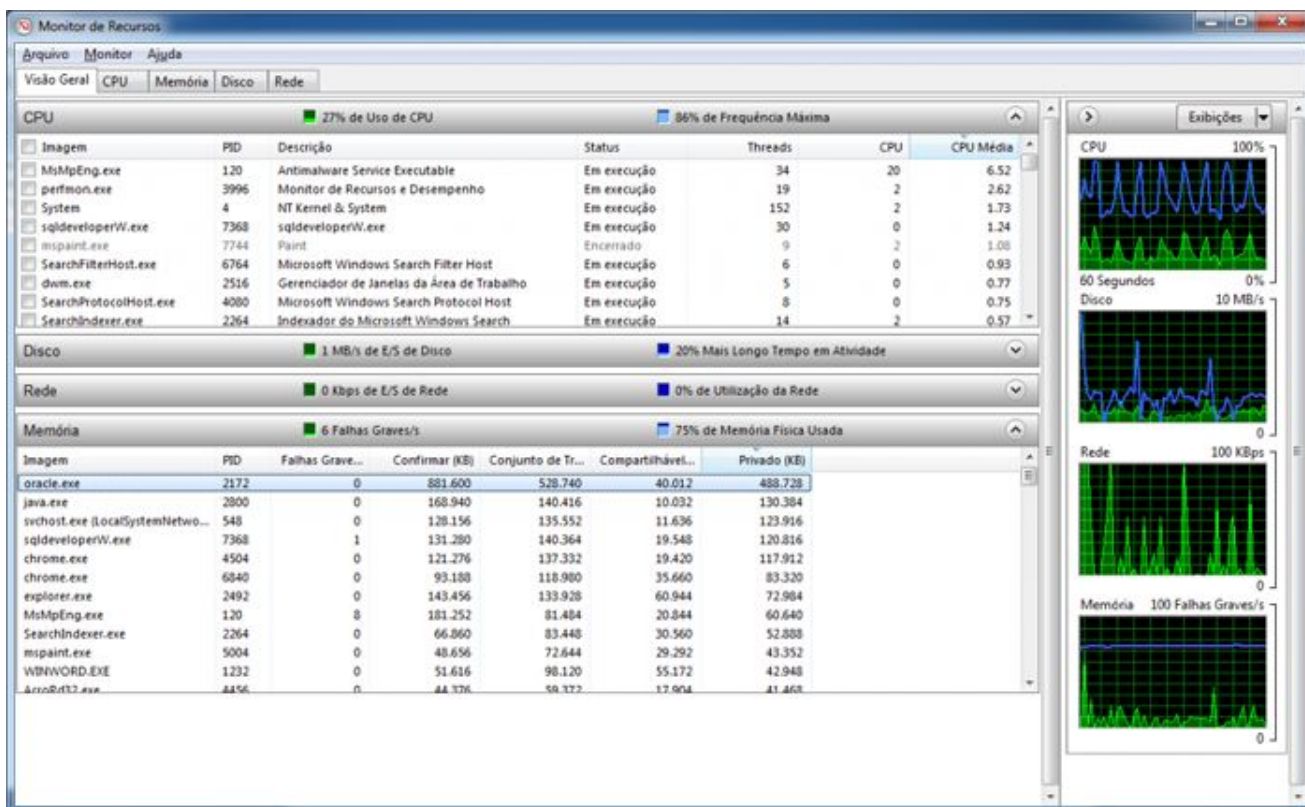 Monitor de Recursos
Arquivo Monitor Ajuda
Visão Geral CPU Memória Disco Rede
CPU 27% de Uso de CPU 86% de Frequência Máxima
Imagem PID Descrição Status Threads CPU CPU Média
MsMpEng.exe 120 Antimalware Service Executable Em execução 34 20 6.52
perfmon.exe 3996 Monitor de Recursos e Desempenho Em execução 19 2 2.62
System 4 NT Kernel & System Em execução 152 2 1.73
sqldeveloperW.exe 7368 sqldeveloperW.exe Em execução 30 0 1.24
mspaint.exe 7744 Paint Encerrado 9 2 1.08
SearchFilterHost.exe 6764 Microsoft Windows Search Filter Host Em execução 6 0 0.93
dwm.exe 2516 Gerenciador de Janelas da Área de Trabalho Em execução 5 0 0.77
SearchProtocolHost.exe 4080 Microsoft Windows Search Protocol Host Em execução 8 0 0.75
SearchIndexer.exe 2264 Indexador do Microsoft Windows Search Em execução 14 2 0.57
Disco 1 MB/s de E/S de Disco 20% Mais Longo Tempo em Atividade
Rede 0 Kbps de E/S de Rede 0% de Utilização da Rede
Memória 6 Falhas Graves/s 75% de Memória Física Usada
Imagem PID Falhas Grave... Confirmar (KB) Conjunto de Tr... Compartilhável... Privado (KB)
oracle.exe 2172 0 881.600 528.740 40.012 488.728
java.exe 2800 0 168.940 140.416 10.032 130.384
svchost.exe (LocalSystemNetwo... 548 0 128.156 135.552 11.636 123.916
sqldeveloperW.exe 7368 1 131.280 140.364 19.548 120.816
chrome.exe 4504 0 121.276 137.332 19.420 117.912
chrome.exe 6840 0 93.188 118.980 35.660 83.320
explorer.exe 2492 0 143.456 133.928 60.944 72.984
MsMpEng.exe 120 8 181.252 81.484 20.844 60.640
SearchIndexer.exe 2264 0 66.860 83.448 30.560 52.888
mspaint.exe 5004 0 48.656 72.644 29.292 43.352
WINWORD.EXE 1232 0 51.616 98.120 55.172 42.948
AcroRd32.exe 4456 0 44.376 59.372 17.904 41.468
Exibições
CPU 100%
60 Segundos 0%
Disco 10 MB/s
0
Rede 100 KBps
0
Memória 100 Falhas Graves/s
0